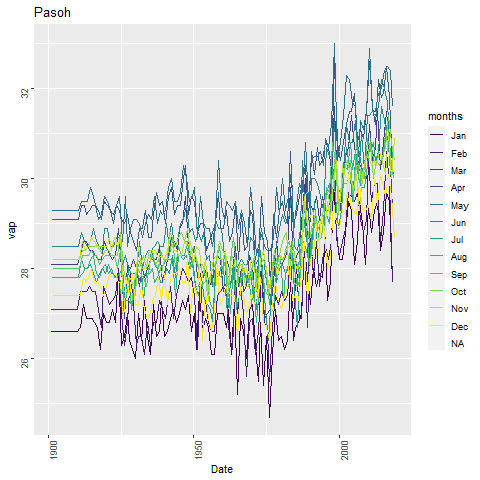 Pasoh
vap
32
30
28
26
1900
1950
2000
Date
months
Jan
Feb
Mar
Apr
May
Jun
Jul
Aug
Sep
Oct
Nov
Dec
NA